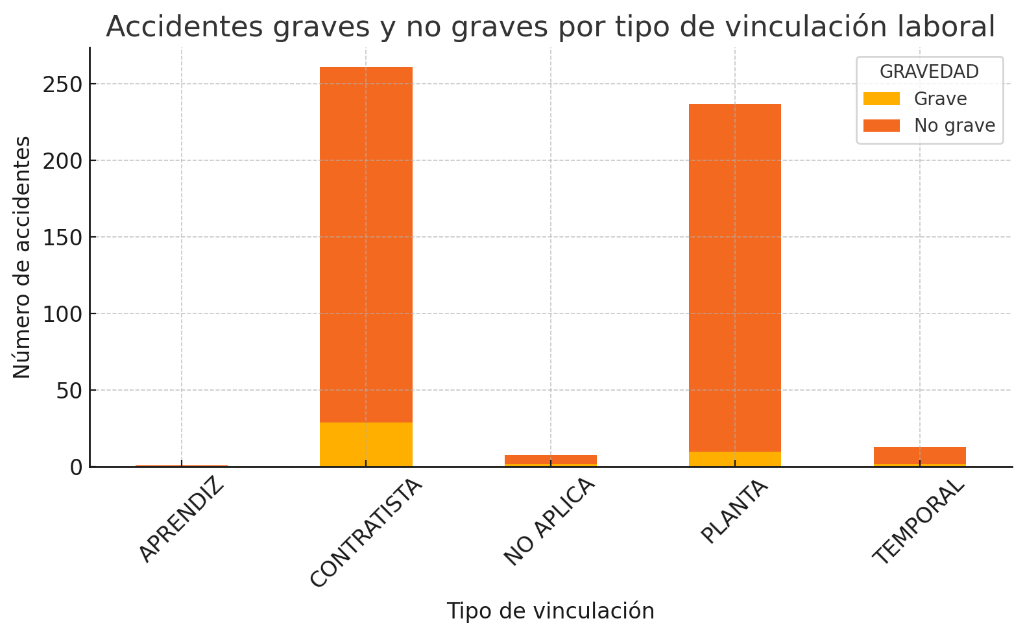 Accidentes graves y no graves por tipo de vinculación laboral
GRAVEDAD
Grave
No grave
Número de accidentes
250
200
150
100
50
0
APRENDIZ
CONTRATISTA
NO APLICA
PLANTA
TEMPORAL
Tipo de vinculación